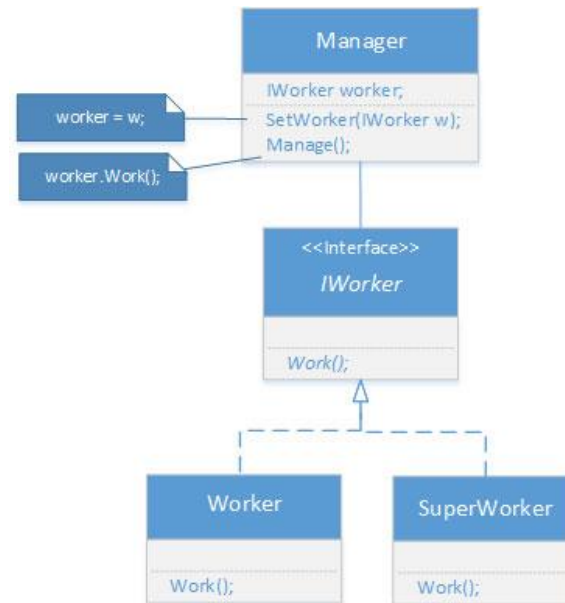 Manager
IWorker worker;
worker = w;
SetWorker(IWorker w);
Manage();
worker.Work();
<<Interface>>
IWorker
Work();
Worker
SuperWorker
Work();
Work();